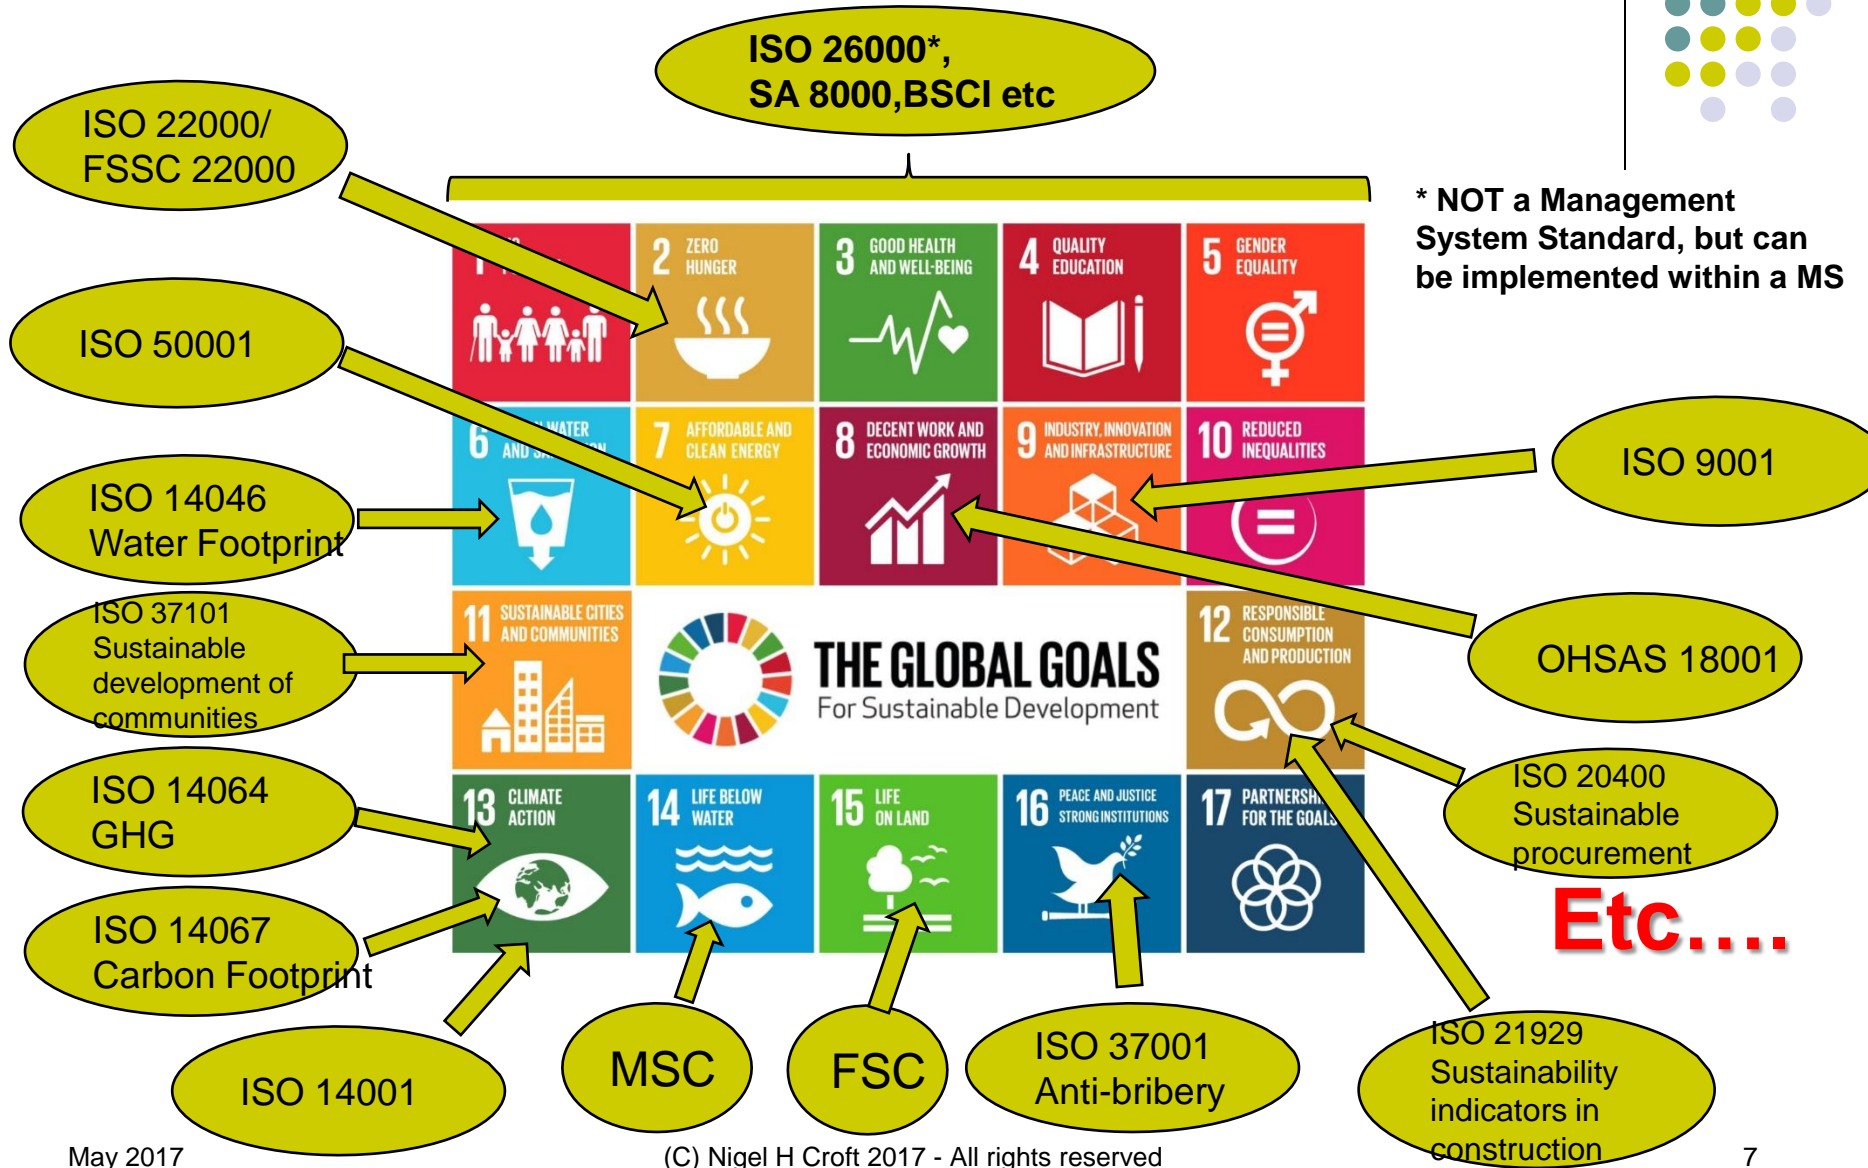 ISO 26000*,
SA 8000,BSCI etc
ISO 22000/
FSSC 22000
* NOT a Management
System Standard, but can
be implemented within a MS
1
2 ZERO
HUNGER
3 GOOD HEALTH
AND WELL-BEING
4 QUALITY
EDUCATION
5 GENDER
EQUALITY
ISO 50001
6 WATER
AND
7 AFFORDABLE AND
CLEAN ENERGY
8 DECENT WORK AND
ECONOMIC GROWTH
9 INDUSTRY, INNOVATION
AND INFRASTRUCTURE
10 REDUCED
INEQUALITIES
ISO 9001
ISO 14046
Water Footprint
ISO 37101
Sustainable
development of
communities
11 SUSTAINABLE CITIES
AND COMMUNITIES
THE GLOBAL GOALS
For Sustainable Development
12 RESPONSIBLE
CONSUMPTION
AND PRODUCTION
OHSAS 18001
ISO 14064
GHG
13 CLIMATE
ACTION
14 LIFE BELOW
WATER
15 LIFE
ON LAND
16 PEACE AND JUSTICE
STRONG INSTITUTIONS
17
FOR THE GOALS
ISO 20400
Sustainable
procurement
Etc....
ISO 14067
Carbon Footprint
ISO 14001
MSC
FSC
ISO 37001
Anti-bribery
ISO 21929
Sustainability
indicators in
construction
May 2017
(C) Nigel H Croft 2017 - All rights reserved
7